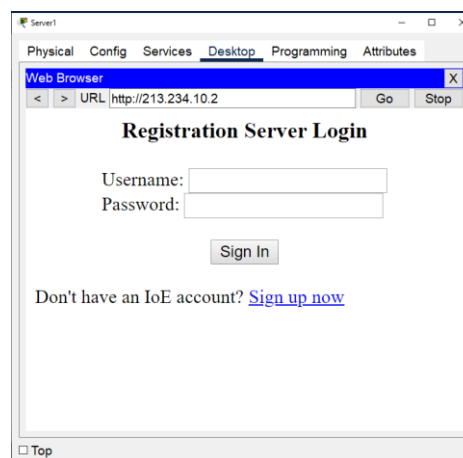 Server1
Physical Config Services Desktop Programming Attributes
Web Browser X
< > URL http://213.234.10.2 Go Stop
Registration Server Login
Username:
Password:
Sign In
Don't have an IoE account? Sign up now
Top